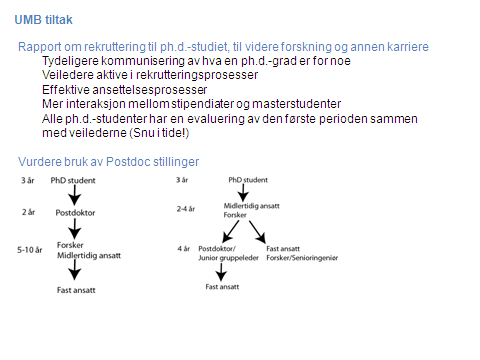 UMB tiltak
Rapport om rekruttering til ph.d.-studiet, til videre forskning og annen karriere
Tydeligere kommunisering av hva en ph.d.-grad er for noe
Veiledere aktive i rekrutteringsprosesser
Effektive ansettelsesprosesser
Mer interaksjon mellom stipendiater og masterstudenter
Alle ph.d.-studenter har en evaluering av den første perioden sammen
med veilederne (Snu i tide!)
Vurdere bruk av Postdoc stillinger
3 år PhD student
2 år Postdoktor
5-10 år Forsker
Midlertidig ansatt
Fast ansatt
3 år PhD student
2-4 år Midlertidig ansatt
Forsker
4 år Postdoktor/ Fast ansatt
Junior gruppeleder Forsker/Senioringeniør
Fast ansatt